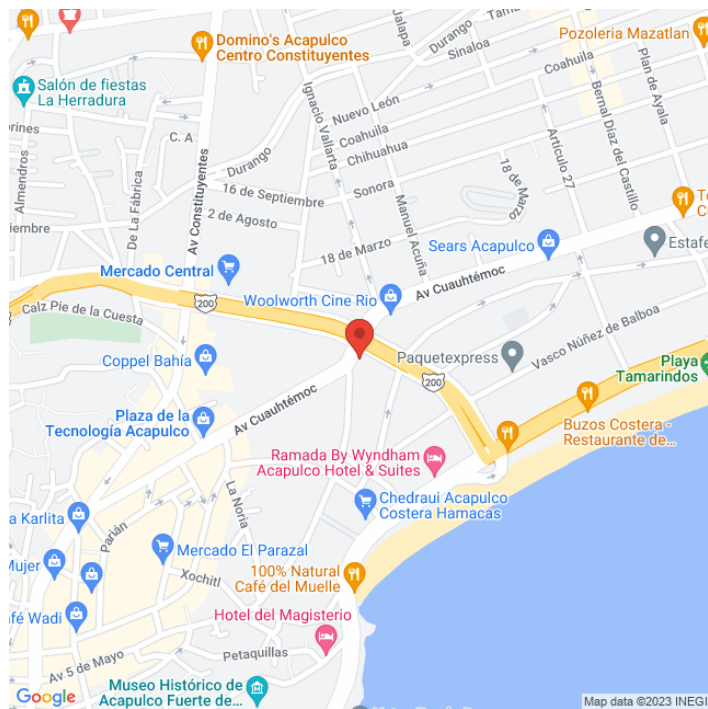 Domino's Acapulco
Centro Constituyentes
Jalapa
Durango
Sinaloa
Coahuila
Pozoleria Mazatlan
Salón de fiestas
La Herradura
Ignacio Vallarta
Nuevo León
Coahuila
Chihuahua
Bernal Díaz del Castillo
Plan de Ayala
C. A
Durango
Almendros
De La Fábrica
Av Constituyentes
16 de Septiembre
Sonora
2 de Agosto
Manuel Acuña
18 de Marzo
Artículo 27
18 de Marzo
Sears Acapulco
Estafe
Mercado Central
200
Woolworth Cine Rio
Av Cuauhtémoc
Calz Pie de la Cuesta
Coppel Bahía
Paquetexpress
Vasco Núñez de Balboa
200
Playa
Tamarindos
Av Cuauhtémoc
Plaza de la
Tecnología Acapulco
Buzos Costera -
Restaurante de...
Ramada By Wyndham
Acapulco Hotel & Suites
La Noria
Chedraui Acapulco
Costera Hamacas
a Karlita
Parián
Mercado El Parazal
Mujer
Xochitl
100% Natural
Café del Muelle
afé Wadi
Hotel del Magisterio
Av 5 de Mayo
Petaquillas
Museo Histórico de
Acapulco Fuerte de...
Google
Map data ©2023 INEGI